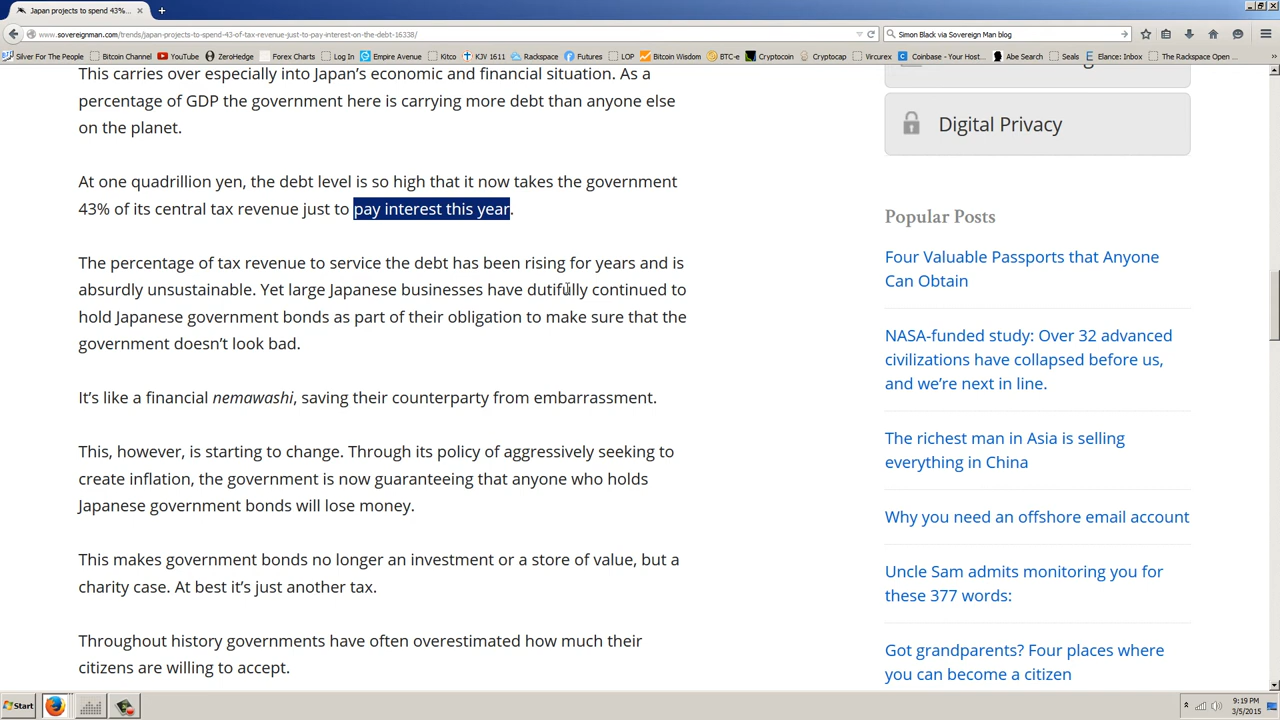 Japan projects to spend 43%...
www.sovereignman.com/trends/japan-projects-to-spend-43-of-tax-revenue-just-to-pay-interest-on-the-debt-16338/
Simon Black via Sovereign Man blog
Silver For The People
Bitcoin Channel
YouTube
ZeroHedge
Forex Charts
Log In
Empire Avenue
Kitco
KJV 1611
Rackspace
Futures
LOP
Bitcoin Wisdom
BTC-e
Cryptocoin
Cryptocap
Vircurex
Coinbase - Your Host...
Abe Search
Seals
Elance: Inbox
The Rackspace Open ...
This carries over especially into Japan's economic and financial situation. As a
percentage of GDP the government here is carrying more debt than anyone else
on the planet.
At one quadrillion yen, the debt level is so high that it now takes the government
43% of its central tax revenue just to pay interest this year.
The percentage of tax revenue to service the debt has been rising for years and is
absurdly unsustainable. Yet large Japanese businesses have dutifully continued to
hold Japanese government bonds as part of their obligation to make sure that the
government doesn't look bad.
It's like a financial nemawashi, saving their counterparty from embarrassment.
This, however, is starting to change. Through its policy of aggressively seeking to
create inflation, the government is now guaranteeing that anyone who holds
Japanese government bonds will lose money.
This makes government bonds no longer an investment or a store of value, but a
charity case. At best it's just another tax.
Throughout history governments have often overestimated how much their
citizens are willing to accept.
Digital Privacy
Popular Posts
Four Valuable Passports that Anyone
Can Obtain
NASA-funded study: Over 32 advanced
civilizations have collapsed before us,
and we're next in line.
The richest man in Asia is selling
everything in China
Why you need an offshore email account
Uncle Sam admits monitoring you for
these 377 words:
Got grandparents? Four places where
you can become a citizen
Start
9:19 PM
3/5/2015